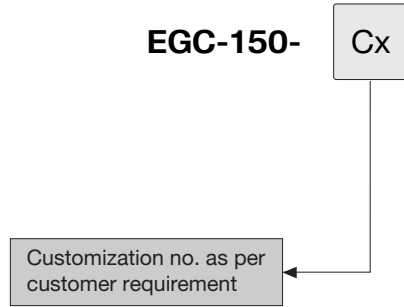 EGC-150- Cx
Customization no. as per
customer requirement